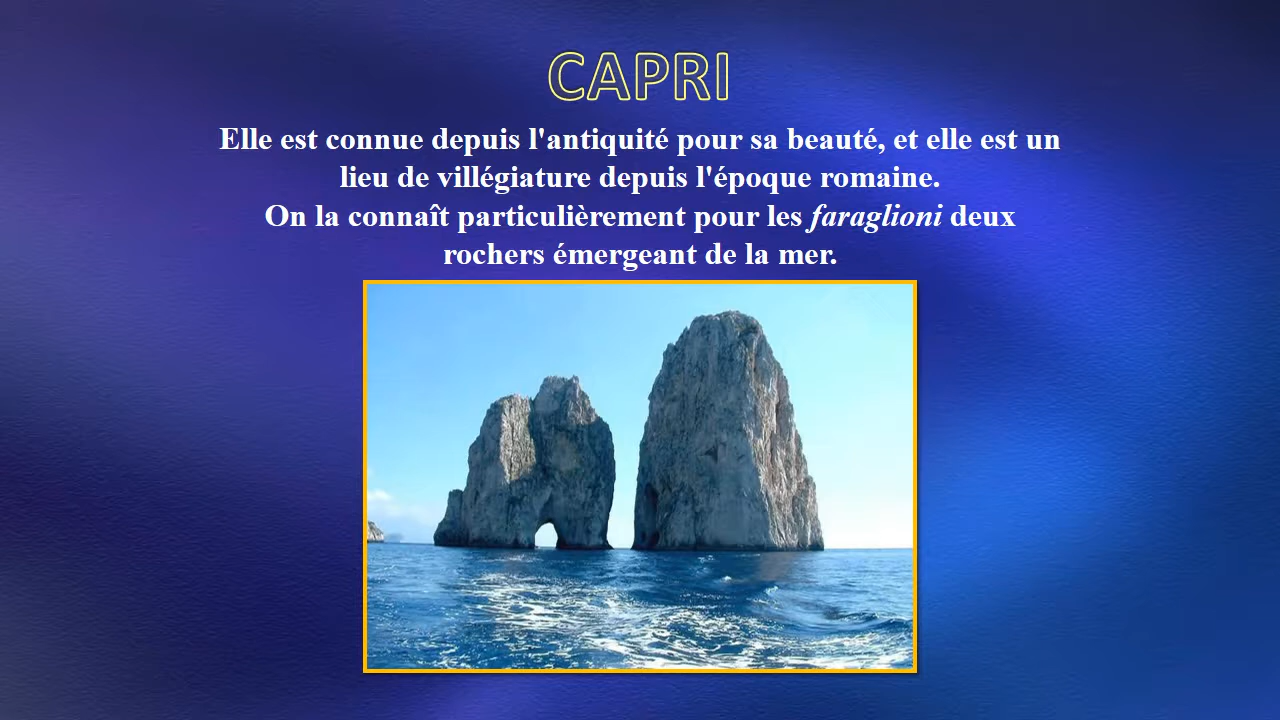 CAPRI
Elle est connue depuis l'antiquité pour sa beauté, et elle est un
lieu de villégiature depuis l'époque romaine.
On la connaît particulièrement pour les faraglioni deux
rochers émergeant de la mer.